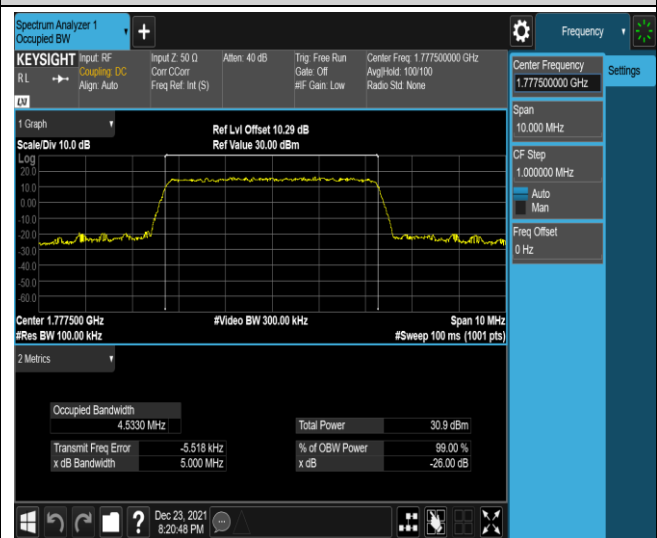 Spectrum Analyzer 1
Occupied BW
Frequency
KEYSIGHT
RL
LXI
Input: RF
Coupling: DC
Align: Auto
Input Z: 50 Ω
Corr CCorr
Freq Ref: Int (S)
Atten: 40 dB
Trig: Free Run
Gate: Off
#IF Gain: Low
Center Freq: 1.777500000 GHz
Avg|Hold: 100/100
Radio Std: None
Center Frequency
1.777500000 GHz
Settings
Span
10.000 MHz
CF Step
1.000000 MHz
Auto
Man
Freq Offset
0 Hz
1 Graph
Scale/Div 10.0 dB
Ref Lvl Offset 10.29 dB
Ref Value 30.00 dBm
Log
20.0
10.0
0.00
-10.0
-20.0
-30.0
-50.0
-60.0
Center 1.777500 GHz
#Res BW 100.00 kHz
#Video BW 300.00 kHz
Span 10 MHz
#Sweep 100 ms (1001 pts)
2 Metrics
Occupied Bandwidth
4.5330 MHz
Total Power 30.9 dBm
Transmit Freq Error -5.518 kHz
% of OBW Power 99.00 %
x dB Bandwidth 5.000 MHz
x dB -26.00 dB
?
Dec 23, 2021
8:20:48 PM